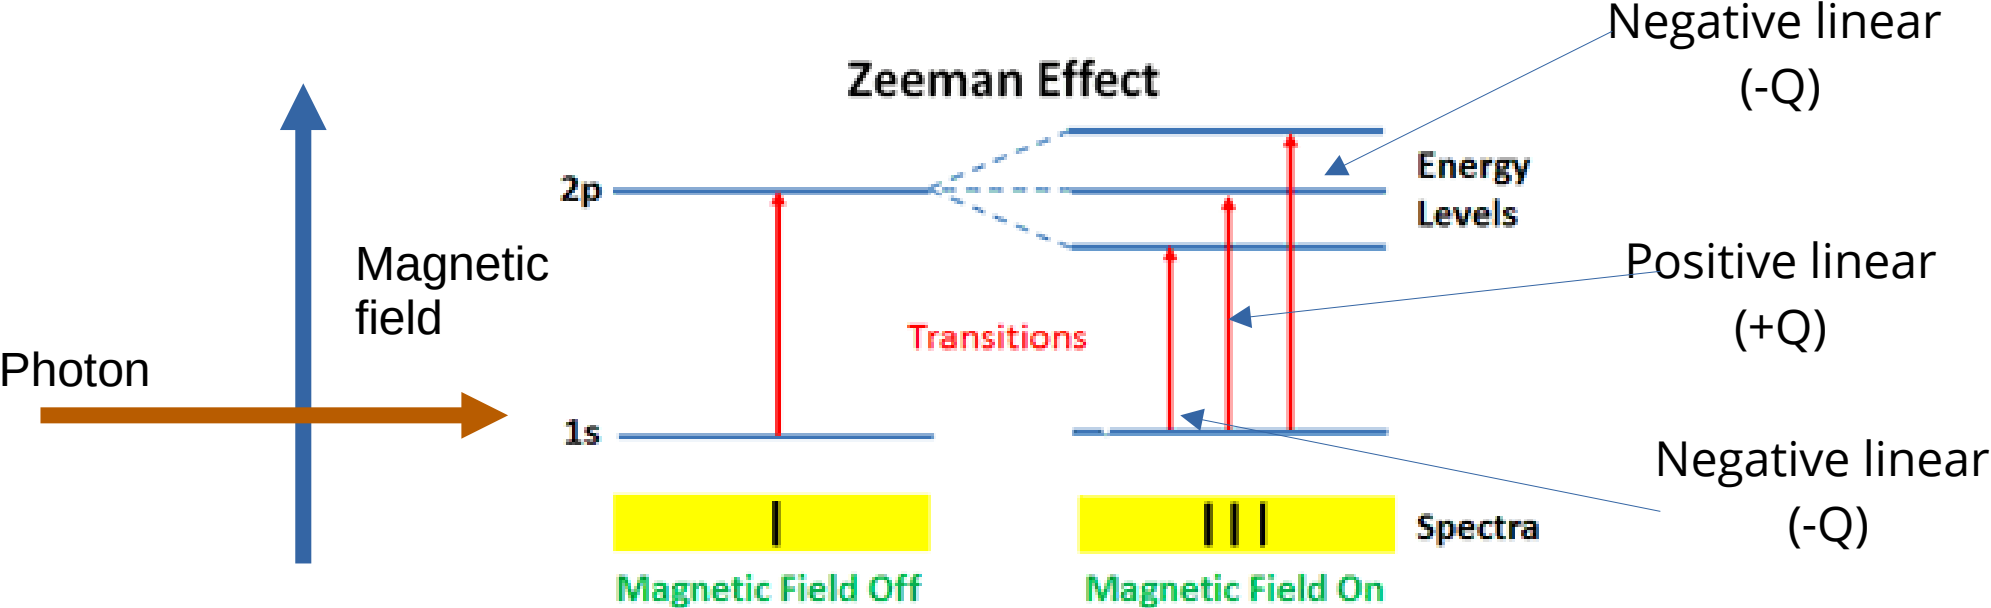 Negative linear
(-Q)
Zeeman Effect
2p
Energy
Levels
Magnetic
field
Positive linear
(+Q)
Transitions
Photon
1s
Negative linear
(-Q)
Spectra
Magnetic Field Off
Magnetic Field On